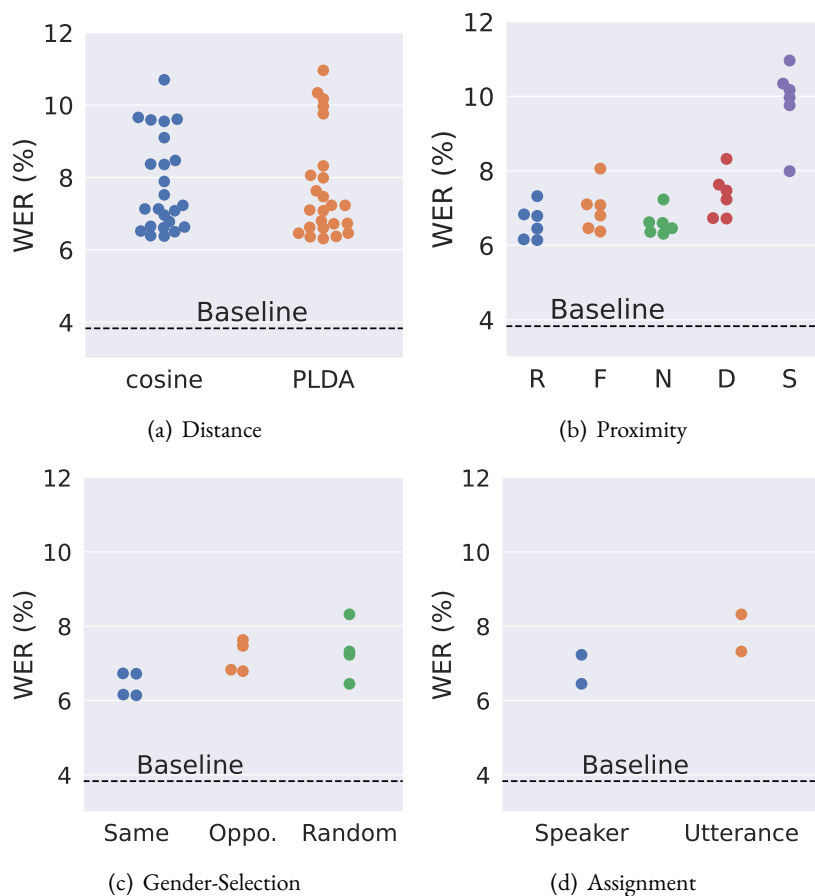 12
10
8
6
4
WER (%)
Baseline
cosine PLDA
(a) Distance
12
10
8
6
4
WER (%)
Baseline
R F N D S
(b) Proximity
12
10
8
6
4
WER (%)
Baseline
Same Oppo. Random
(c) Gender-Selection
12
10
8
6
4
WER (%)
Baseline
Speaker Utterance
(d) Assignment